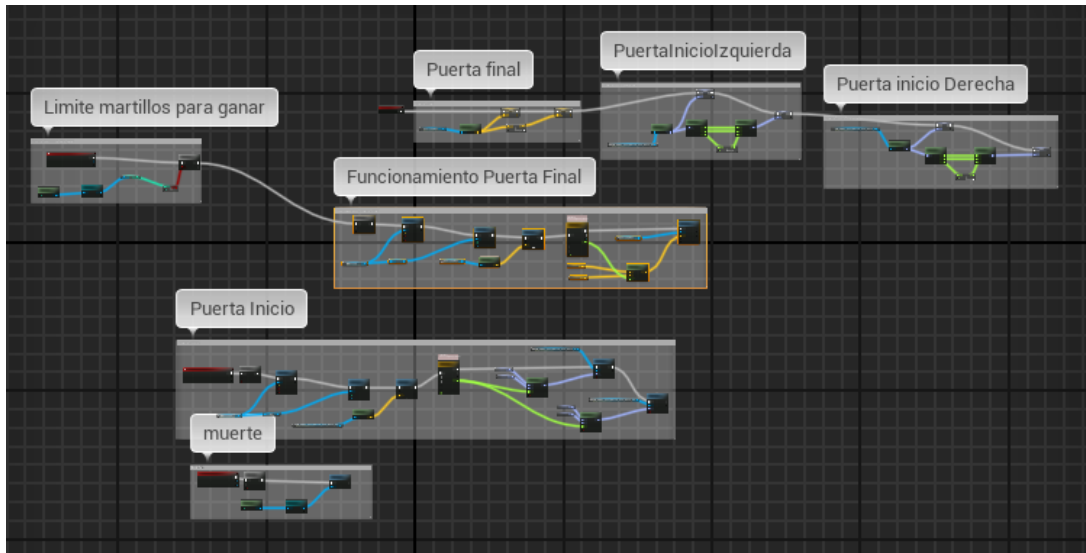 Puerta final
PuertaInicioIzquierda
Puerta inicio Derecha
Limite martillos para ganar
Funcionamiento Puerta Final
Puerta Inicio
muerte